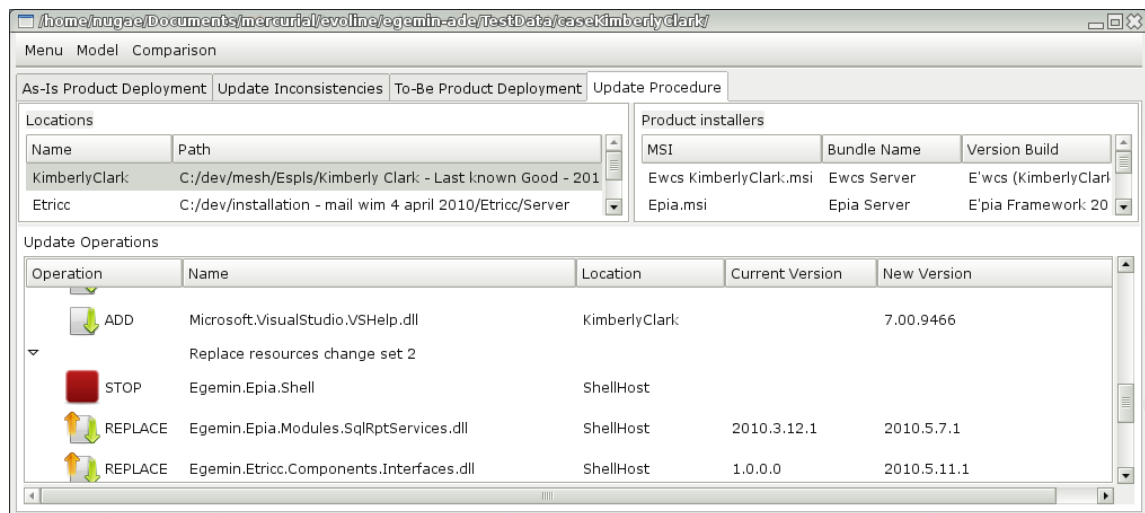 /home/nugae/Documents/mercurial/evoline/egemin-ade/TestData/caseKimberlyClark/
Menu Model Comparison
As-Is Product Deployment Update Inconsistencies To-Be Product Deployment Update Procedure
Locations
Name Path
KimberlyClark C:/dev/mesh/Espls/Kimberly Clark - Last known Good - 201
Etricc C:/dev/installation - mail wim 4 april 2010/Etricc/Server
Product installers
MSI Bundle Name Version Build
Ewcs KimberlyClark.msi Ewcs Server E'wcs (KimberlyClark
Epia.msi Epia Server E'pia Framework 20
Update Operations
Operation Name Location Current Version New Version
ADD Microsoft.VisualStudio.VSHelp.dll KimberlyClark 7.00.9466
Replace resources change set 2
STOP Egemin.Epia.Shell ShellHost
REPLACE Egemin.Epia.Modules.SqlRptServices.dll ShellHost 2010.3.12.1 2010.5.7.1
REPLACE Egemin.Etricc.Components.Interfaces.dll ShellHost 1.0.0.0 2010.5.11.1